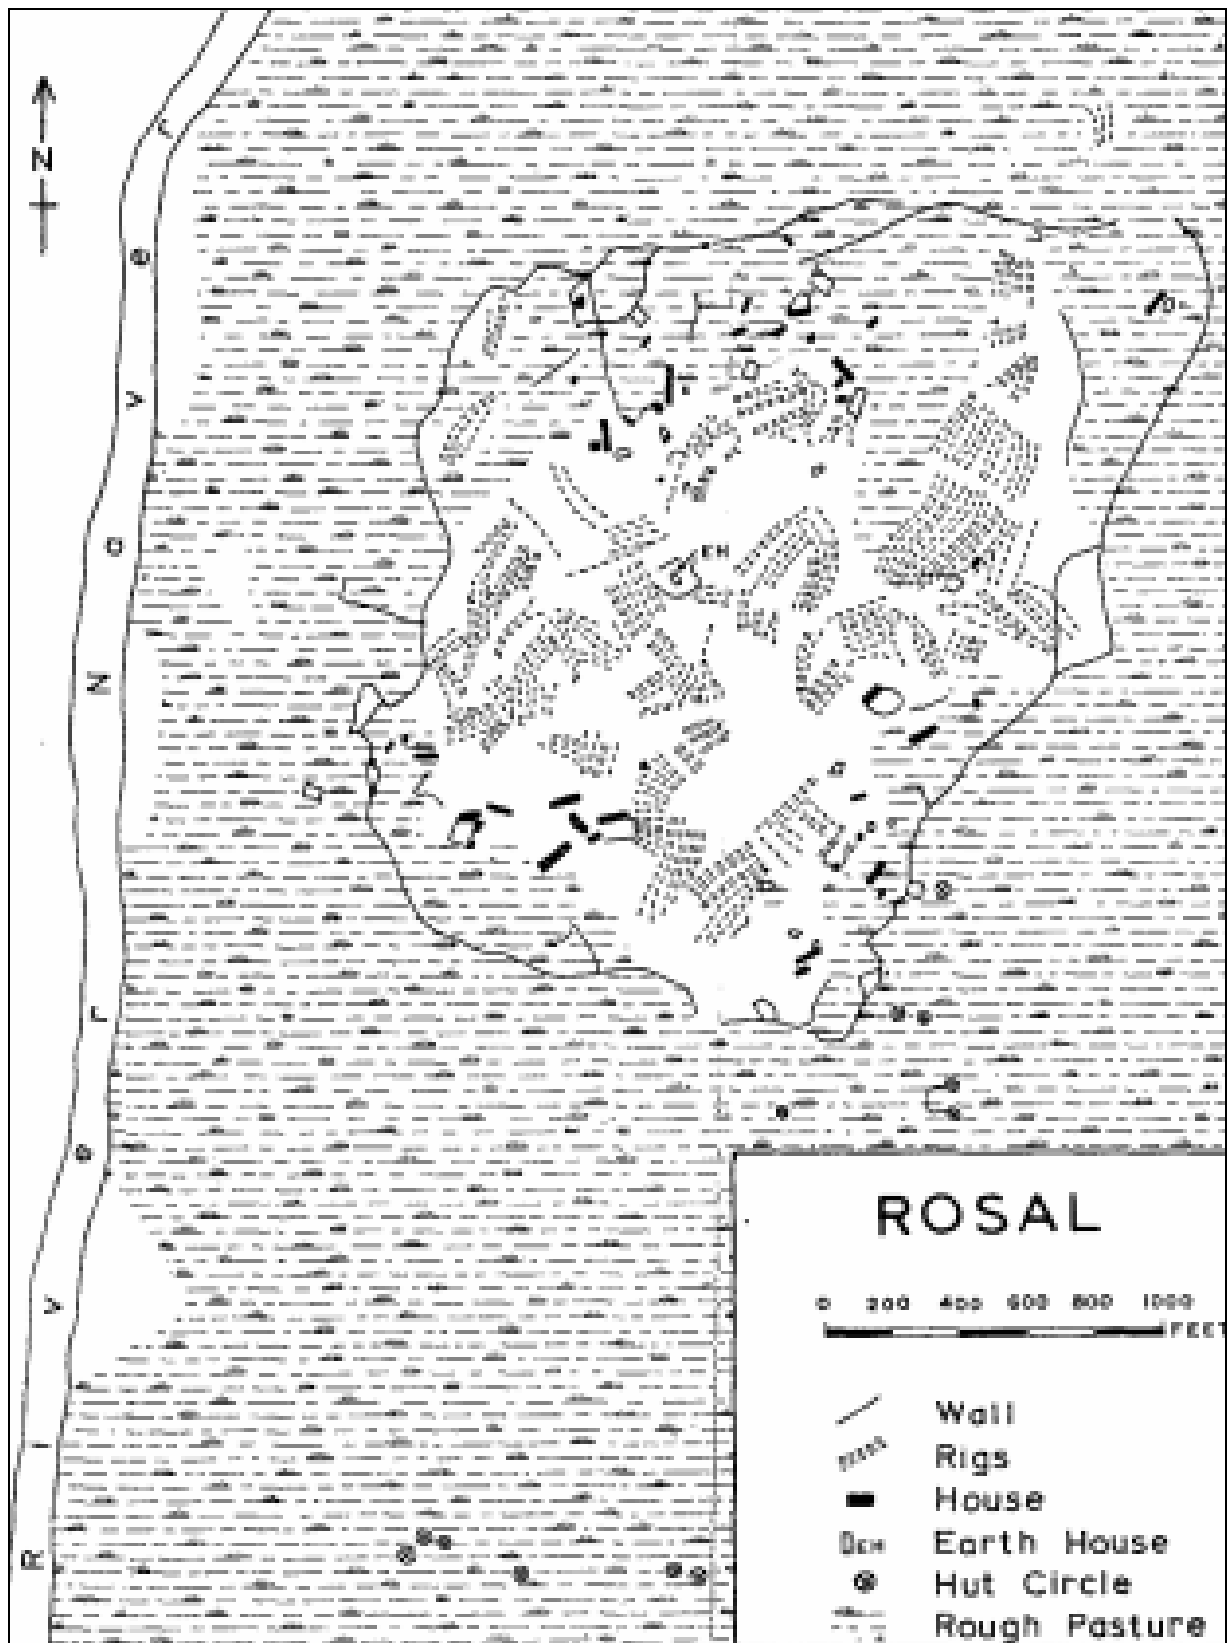 N
River Naver
EH
ROSAL
0 200 400 600 800 1000
FEET
Wall
Rigs
House
EH Earth House
Hut Circle
Rough Pasture